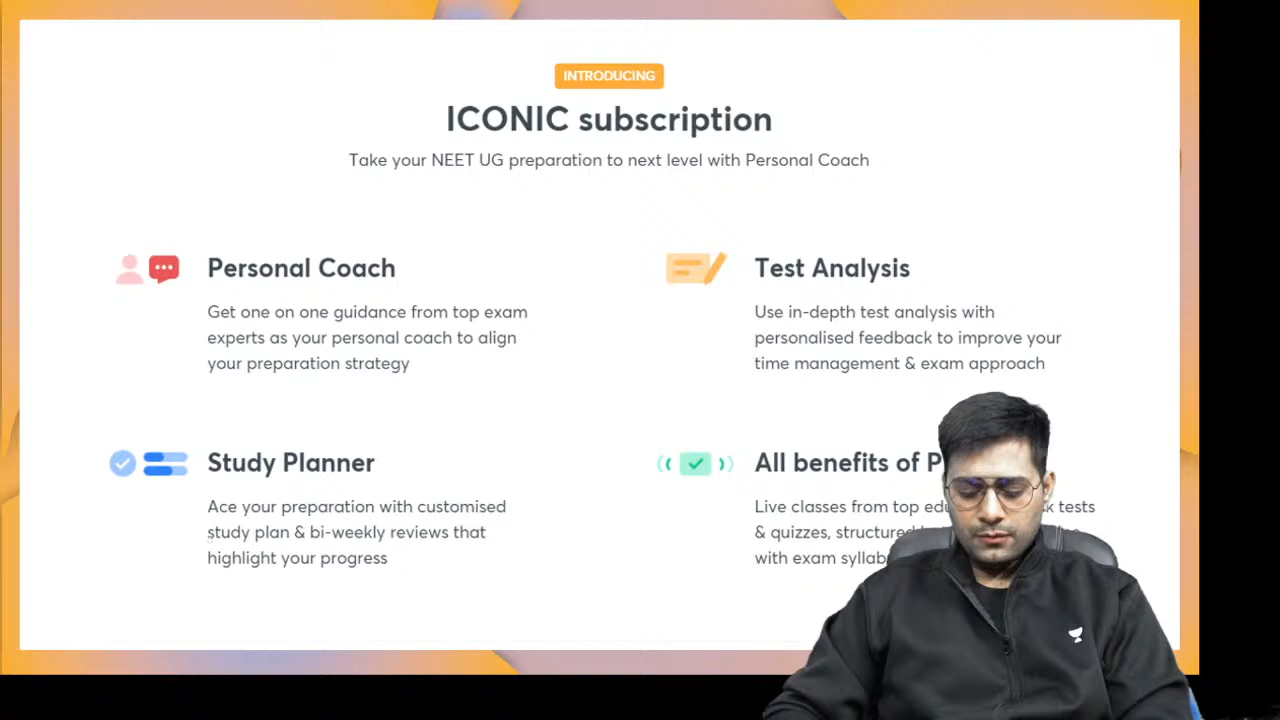 INTRODUCING
ICONIC subscription
Take your NEET UG preparation to next level with Personal Coach
Personal Coach
Get one on one guidance from top exam
experts as your personal coach to align
your preparation strategy
Test Analysis
Use in-depth test analysis with
personalised feedback to improve your
time management & exam approach
Study Planner
Ace your preparation with customised
study plan & bi-weekly reviews that
highlight your progress
All benefits of
Live classes from top tests
& quizzes,
with exam